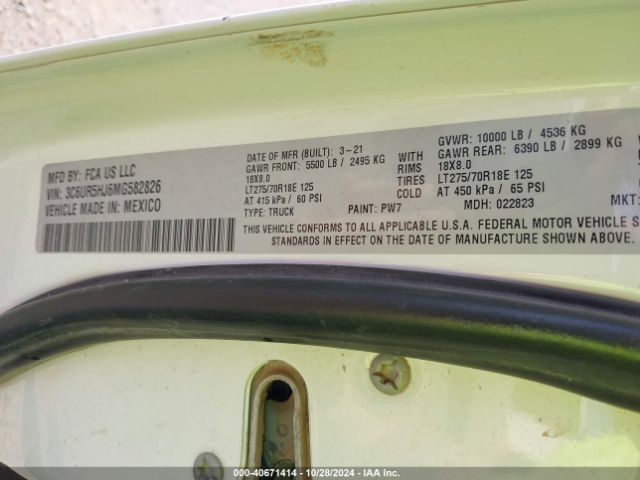 MFD BY: FCA US LLC
VIN: 3C6UR5HJ6MG582826
VEHICLE MADE IN: MEXICO
DATE OF MFR (BUILT): 3-21
GAWR FRONT: 5500 LB / 2495 KG
18X8.0
LT275/70R18E 125
AT 415 kPa / 60 PSI
TYPE: TRUCK PAINT: PW7
WITH
RIMS
TIRES
COLD
GVWR: 10000 LB / 4536 KG
GAWR REAR: 6390 LB / 2899 KG
18X8.0
LT275/70R18E 125
AT 450 kPa / 65 PSI
MDH: 022823 MKT:
THIS VEHICLE CONFORMS TO ALL APPLICABLE U.S.A. FEDERAL MOTOR VEHICLE
STANDARDS IN EFFECT ON THE DATE OF MANUFACTURE SHOWN ABOVE.
000-40671414 | 10/28/2024 | IAA Inc.